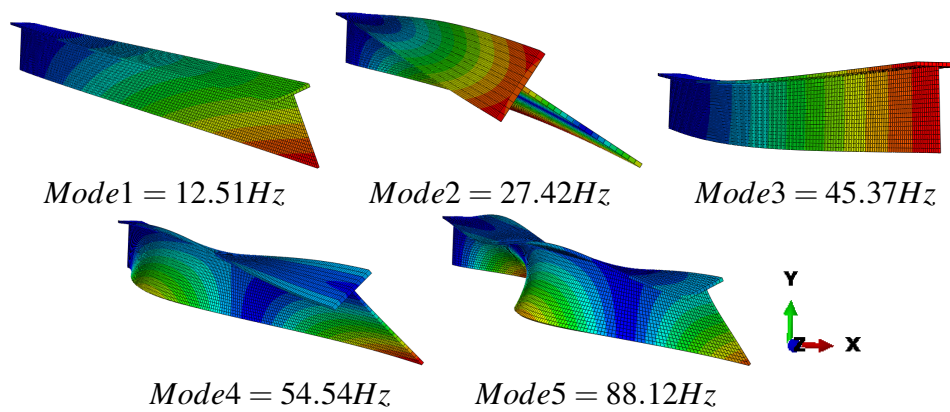 Mode1 = 12.51Hz
Mode2 = 27.42Hz
Mode3 = 45.37Hz
Mode4 = 54.54Hz
Mode5 = 88.12Hz
Y
Z X